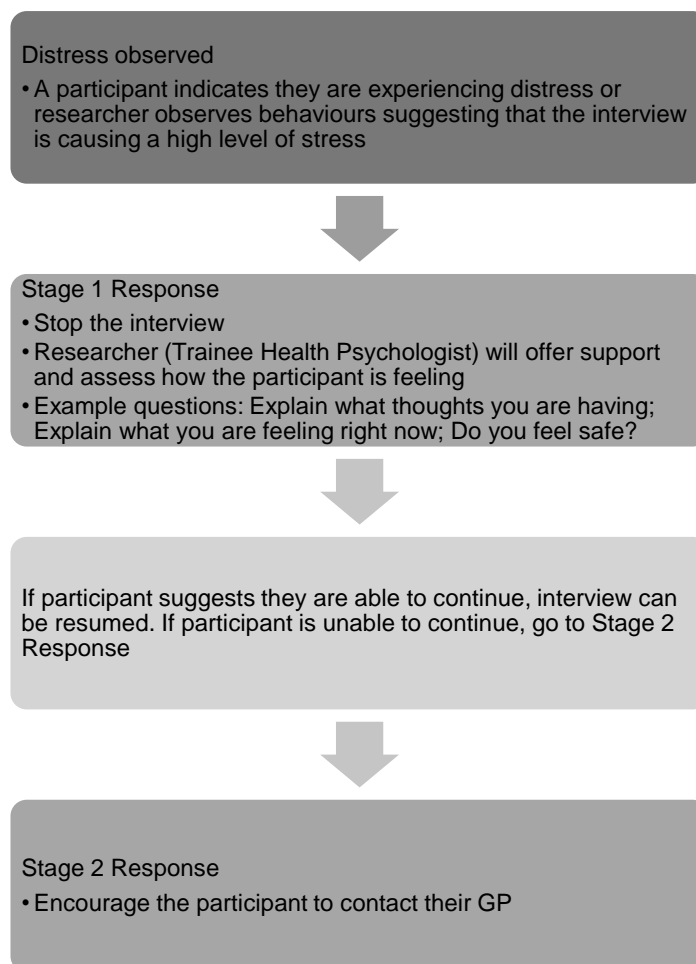 Distress observed
• A participant indicates they are experiencing distress or
researcher observes behaviours suggesting that the interview
is causing a high level of stress
Stage 1 Response
• Stop the interview
• Researcher (Trainee Health Psychologist) will offer support
and assess how the participant is feeling
• Example questions: Explain what thoughts you are having;
Explain what you are feeling right now; Do you feel safe?
If participant suggests they are able to continue, interview can
be resumed. If participant is unable to continue, go to Stage 2
Response
Stage 2 Response
• Encourage the participant to contact their GP